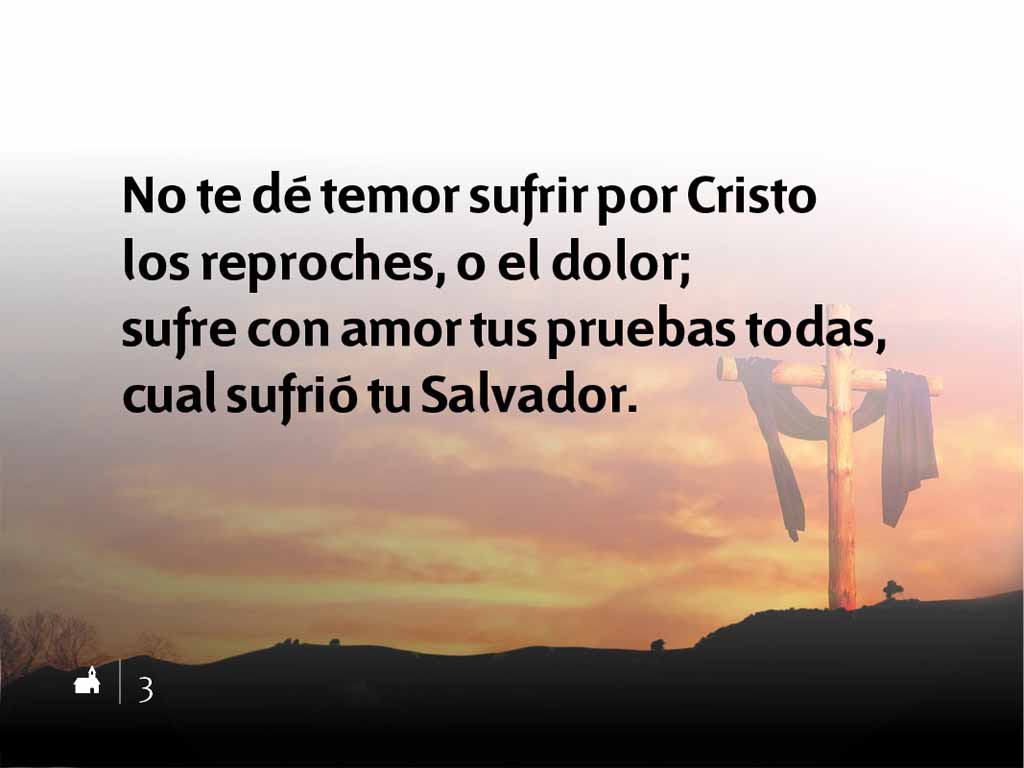 No te dé temor sufrir por Cristo
los reproches, o el dolor;
sufre con amor tus pruebas todas,
cual sufrió tu Salvador.
3